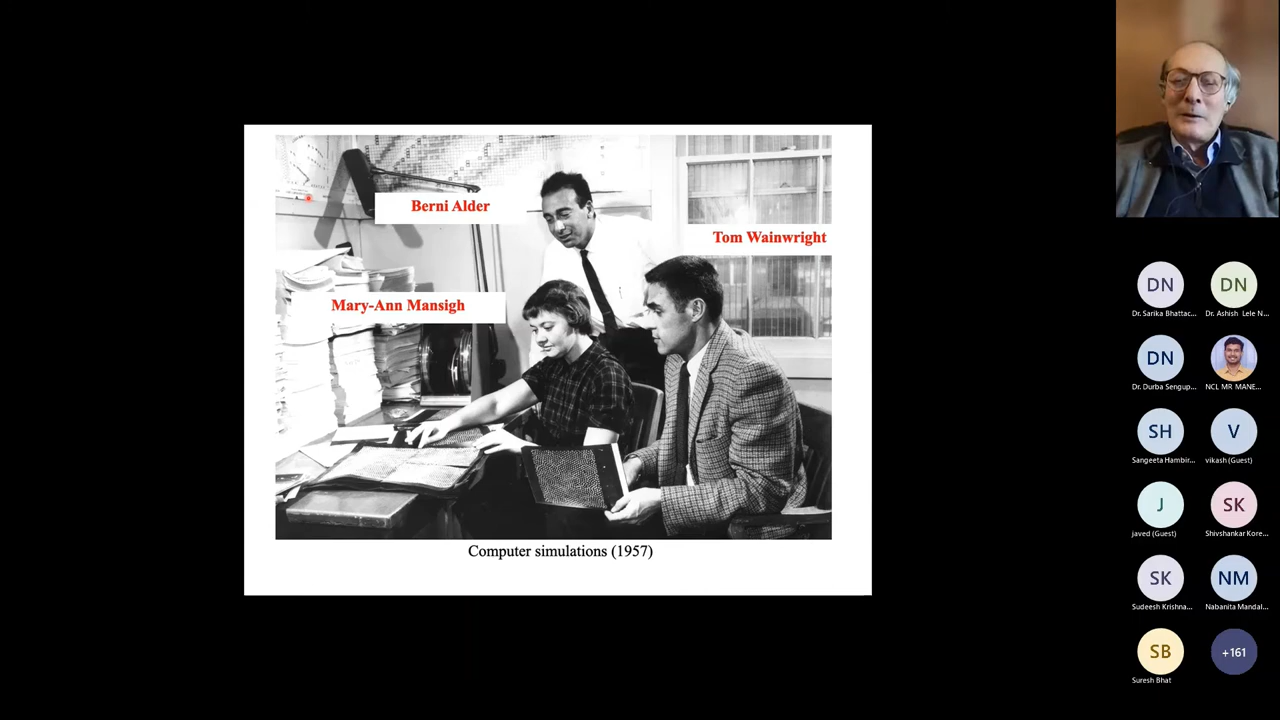 Berni Alder
Tom Wainwright
Mary-Ann Mansigh
Computer simulations (1957)
DN
DN
Dr. Sarika Bhattac...
Dr. Ashish Lele N...
DN
Dr. Durba Sengup...
NCL MR MANE...
SH
V
Sangeeta Hambir...
vikash (Guest)
J
SK
javed (Guest)
Shivshankar Kore...
SK
NM
Sudeesh Krishna...
Nabanita Mandal...
SB
+161
Suresh Bhat